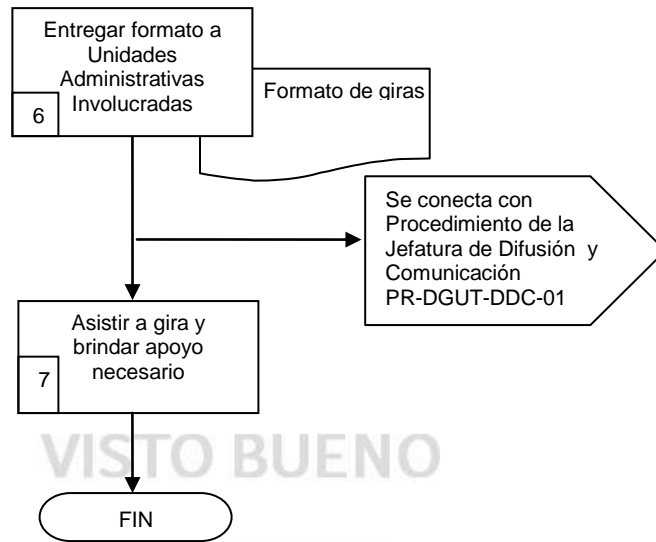 Entregar formato a
Unidades
Administrativas
Involucradas
6
Formato de giras
Se conecta con
Procedimiento de la
Jefatura de Difusión y
Comunicación
PR-DGUT-DDC-01
Asistir a gira y
brindar apoyo
necesario
7
VISTO BUENO
FIN